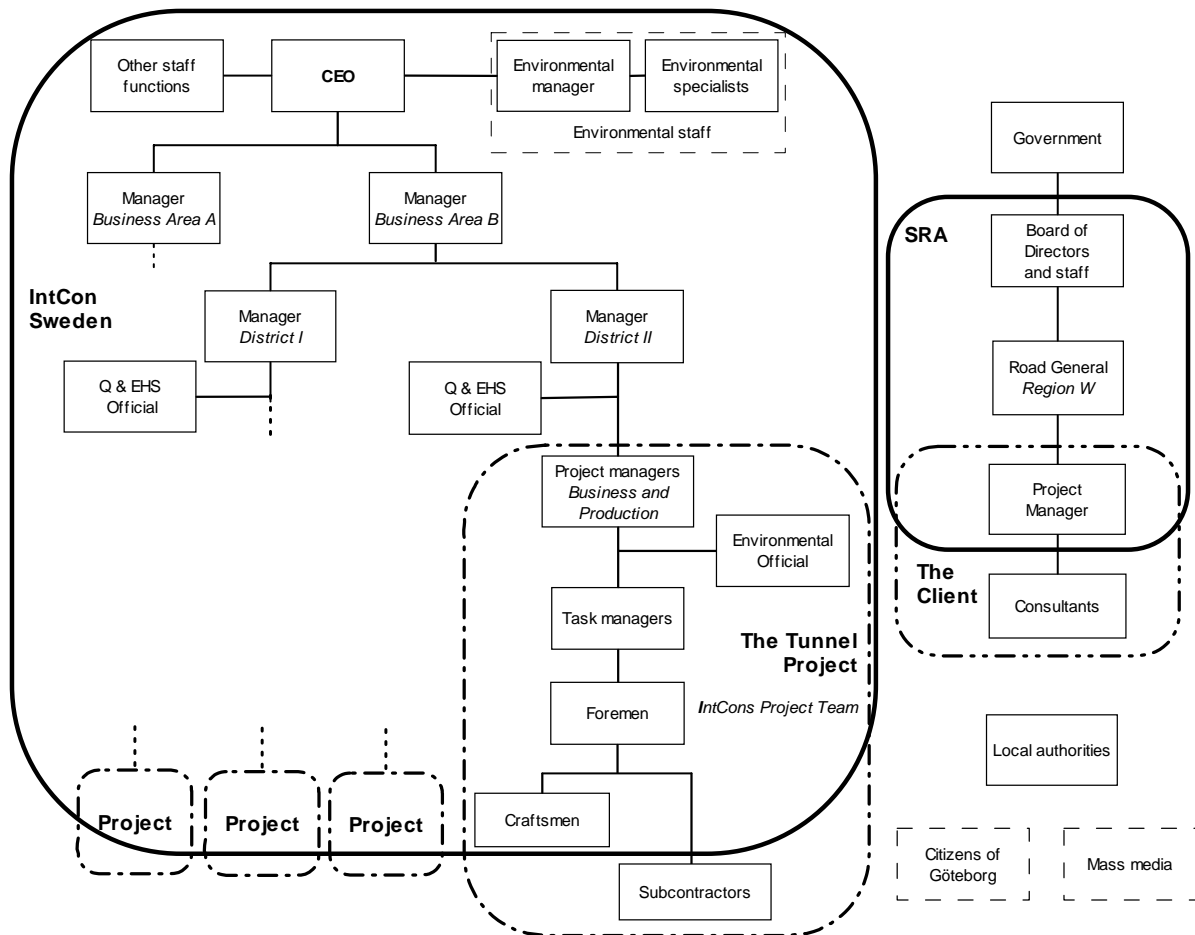 Other staff
functions
CEO
Environmental
manager
Environmental
specialists
Environmental staff
Manager
Business Area A
Manager
Business Area B
IntCon
Sweden
Manager
District I
Manager
District II
Q & EHS
Official
Q & EHS
Official
Project managers
Business and
Production
Environmental
Official
Task managers
The Tunnel
Project
Foremen
IntCons Project Team
Craftsmen
Subcontractors
Project
Project
Project
Government
SRA
Board of
Directors
and staff
Road General
Region W
Project
Manager
The
Client
Consultants
Local authorities
Citizens of
Göteborg
Mass media